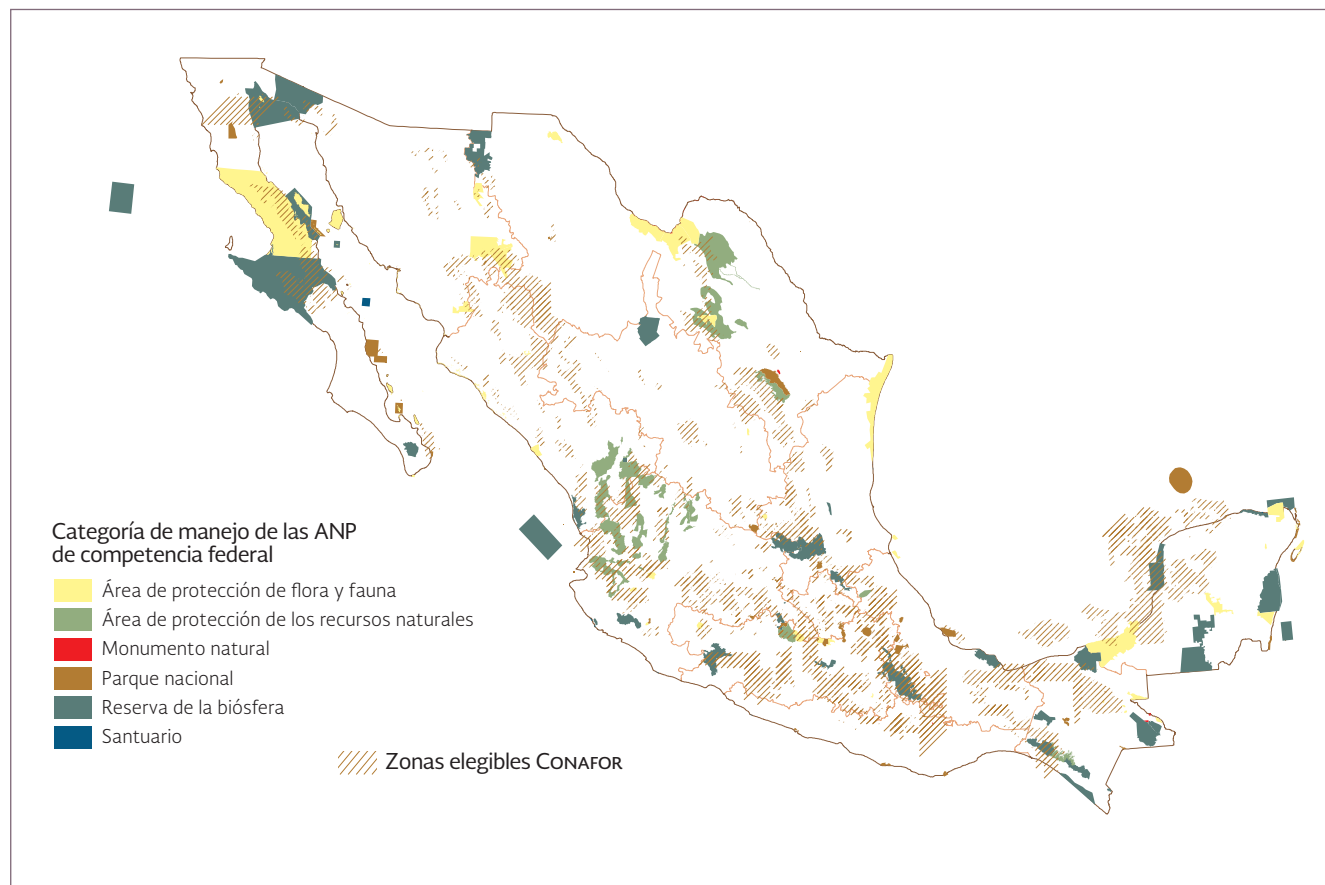 Categoría de manejo de las ANP
de competencia federal
Área de protección de flora y fauna
Área de protección de los recursos naturales
Monumento natural
Parque nacional
Reserva de la biósfera
Santuario
Zonas elegibles CONAFOR